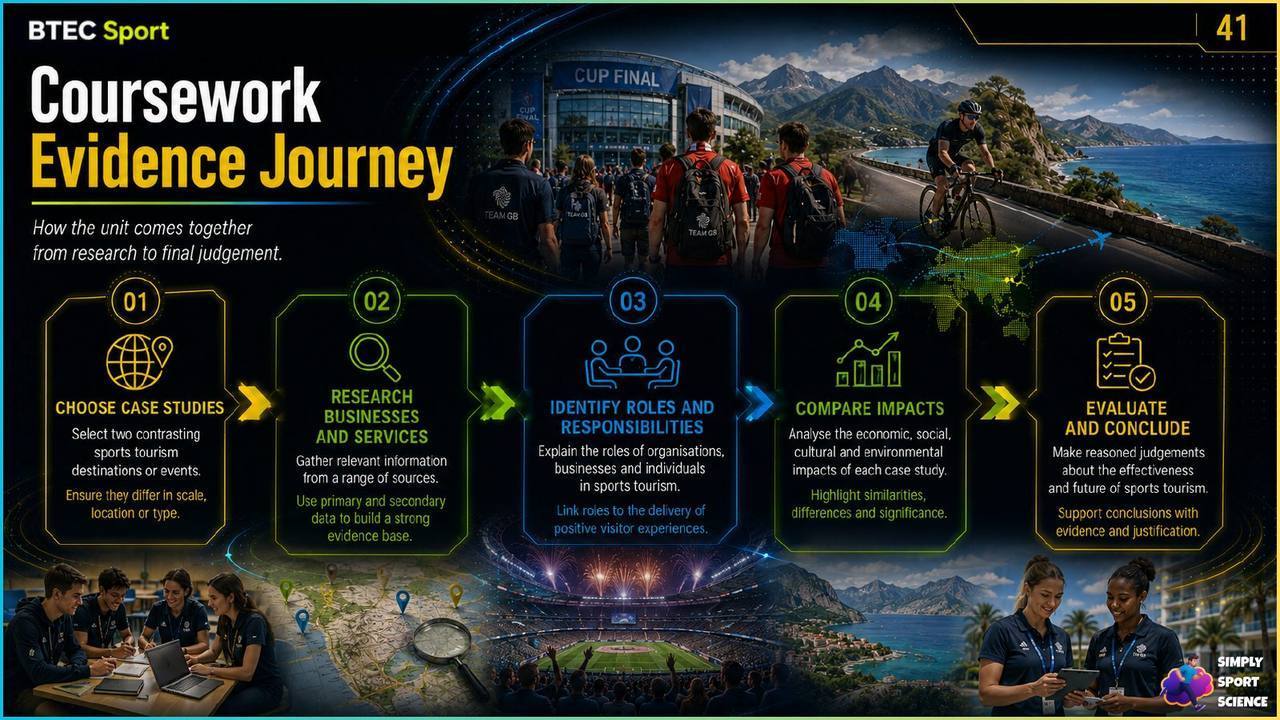 BTEC Sport
41
Coursework
Evidence Journey
How the unit comes together
from research to final judgement.
CUP FINAL
CUP
FINAL
TEAM GB
TEAM GB
01
CHOOSE CASE STUDIES
Select two contrasting
sports tourism
destinations or events.
Ensure they differ in scale,
location or type.
02
RESEARCH
BUSINESSES
AND SERVICES
Gather relevant information
from a range of sources.
Use primary and secondary
data to build a strong
evidence base.
03
IDENTIFY ROLES AND
RESPONSIBILITIES
Explain the roles of organisations,
businesses and individuals
in sports tourism.
Link roles to the delivery of
positive visitor experiences.
04
COMPARE IMPACTS
Analyse the economic, social,
cultural and environmental
impacts of each case study.
Highlight similarities,
differences and significance.
05
EVALUATE
AND CONCLUDE
Make reasoned judgements
about the effectiveness
and future of sports tourism.
Support conclusions with
evidence and justification.
SIMPLY
SPORT
SCIENCE